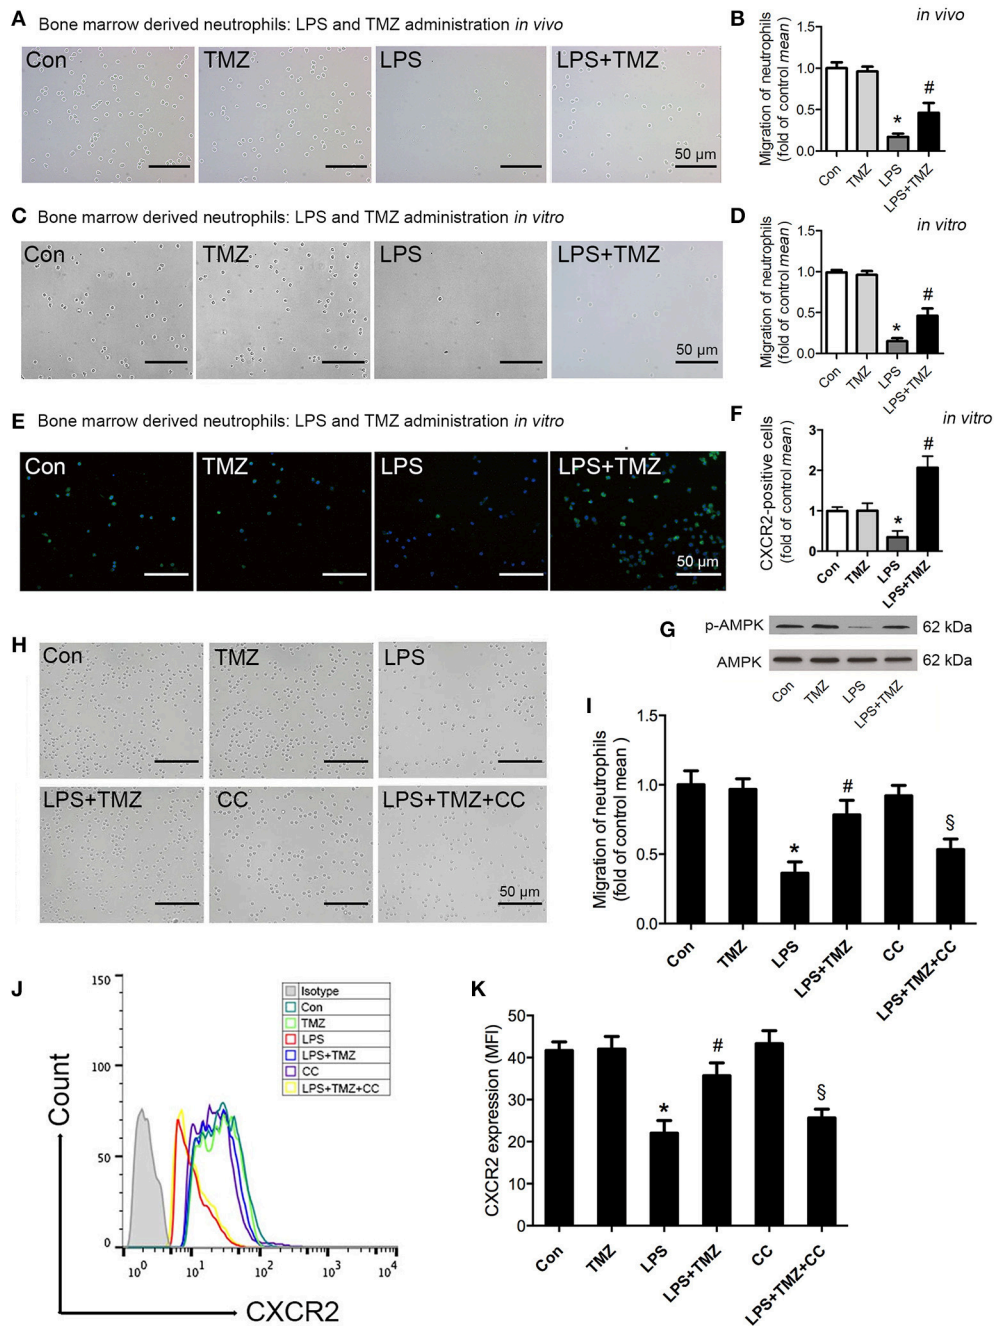 A Bone marrow derived neutrophils: LPS and TMZ administration in vivo
Con TMZ LPS LPS+TMZ
50 µm
B in vivo
Migration of neutrophils
(fold of control mean)
1.5
1.0
0.5
0.0
* #
Con TMZ LPS LPS+TMZ
C Bone marrow derived neutrophils: LPS and TMZ administration in vitro
Con TMZ LPS LPS+TMZ
50 µm
D in vitro
Migration of neutrophils
(fold of control mean)
1.5
1.0
0.5
0.0
* #
Con TMZ LPS LPS+TMZ
E Bone marrow derived neutrophils: LPS and TMZ administration in vitro
Con TMZ LPS LPS+TMZ
50 µm
F in vitro
CXCR2-positive cells
(fold of control mean )
3
2
1
0
* #
Con TMZ LPS LPS+TMZ
G
p-AMPK 62 kDa
AMPK 62 kDa
Con TMZ LPS LPS+TMZ
H
Con TMZ LPS
LPS+TMZ CC LPS+TMZ+CC
50 µm
I
Migration of neutrophils
(fold of control mean )
1.5
1.0
0.5
0.0
* # §
Con TMZ LPS LPS+TMZ CC LPS+TMZ+CC
J
Count
150
100
50
0
Isotype
Con
TMZ
LPS
LPS+TMZ
CC
LPS+TMZ+CC
10⁰ 10¹ 10² 10³ 10⁴
CXCR2
K
CXCR2 expression (MFI)
50
40
30
20
10
0
* # §
Con TMZ LPS LPS+TMZ CC LPS+TMZ+CC